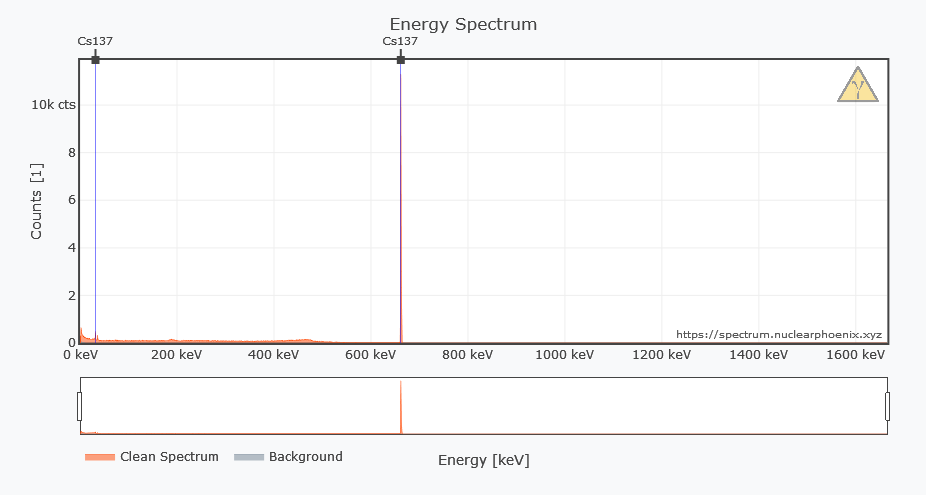 Energy Spectrum
Cs137 Cs137
γ
10k cts
8
6
4
2
0
Counts [1]
https://spectrum.nuclearphoenix.xyz
0 keV 200 keV 400 keV 600 keV 800 keV 1000 keV 1200 keV 1400 keV 1600 keV
Clean Spectrum Background
Energy [keV]